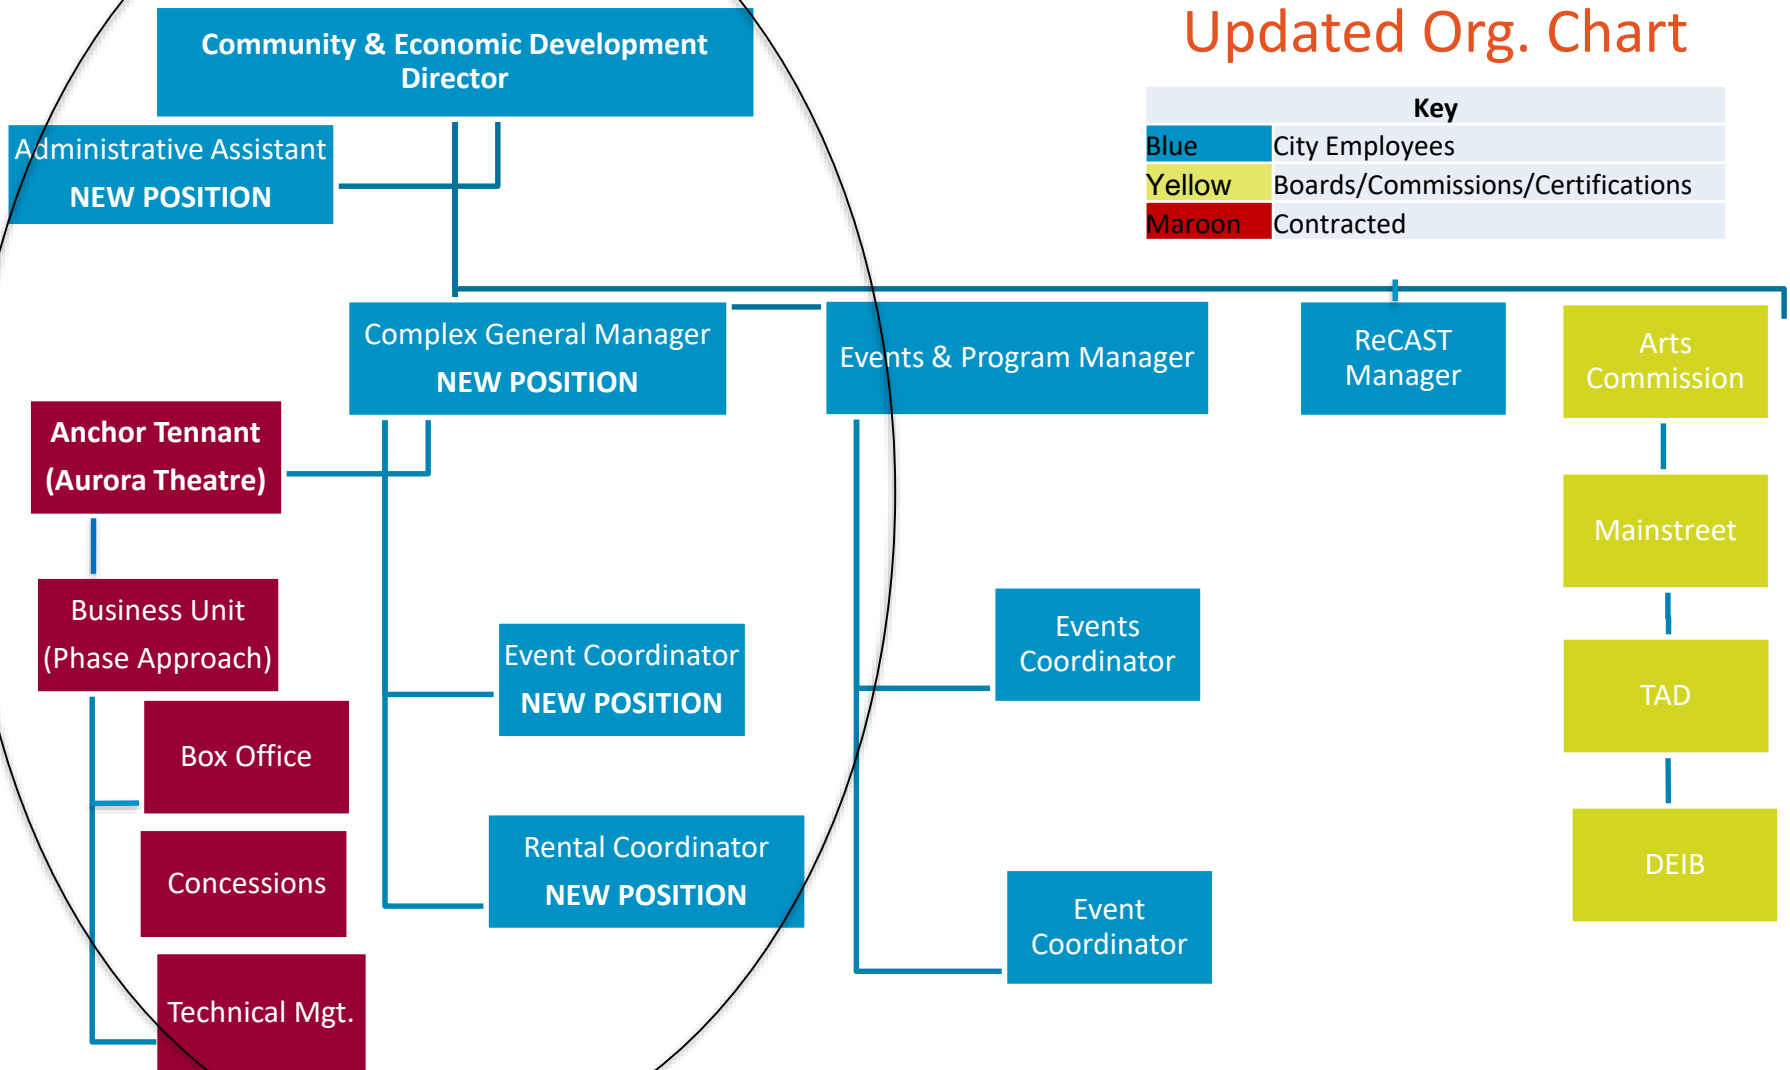 Updated Org. Chart
Community & Economic Development
Director
Key
Blue City Employees
Yellow Boards/Commissions/Certifications
Maroon Contracted
Administrative Assistant
NEW POSITION
Complex General Manager
NEW POSITION
Events & Program Manager
ReCAST
Manager
Arts
Commission
Anchor Tennant
(Aurora Theatre)
Mainstreet
Business Unit
(Phase Approach)
Event Coordinator
NEW POSITION
Events
Coordinator
TAD
Box Office
Rental Coordinator
NEW POSITION
Concessions
Event
Coordinator
DEIB
Technical Mgt.